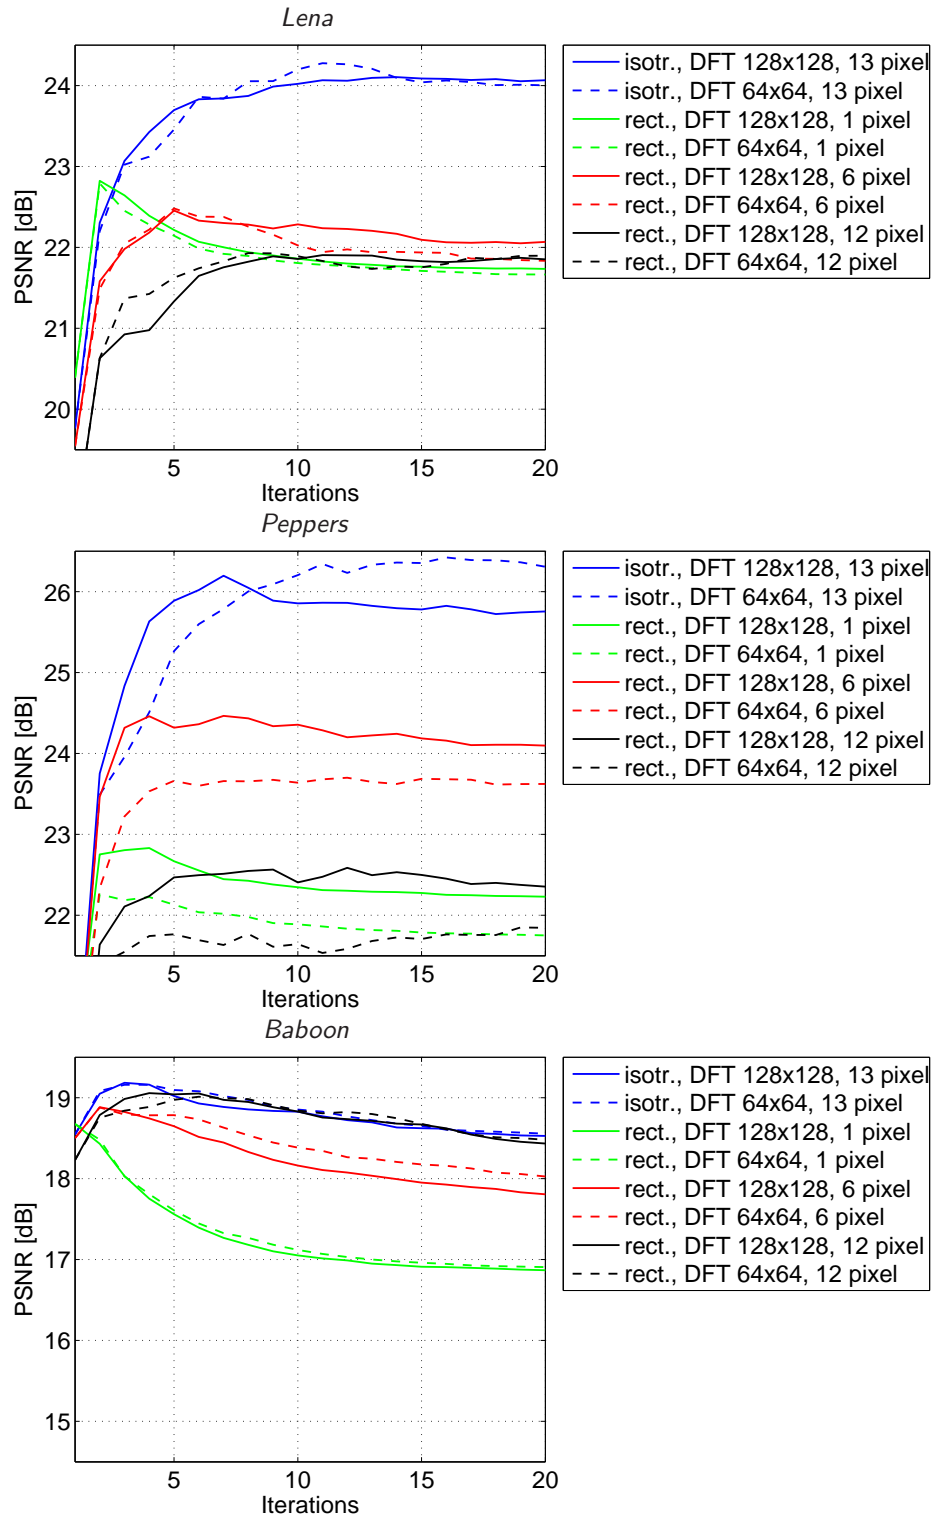 Lena
24
23
22
21
20
PSNR [dB]
5 10 15 20
Iterations
isotr., DFT 128x128, 13 pixel
isotr., DFT 64x64, 13 pixel
rect., DFT 128x128, 1 pixel
rect., DFT 64x64, 1 pixel
rect., DFT 128x128, 6 pixel
rect., DFT 64x64, 6 pixel
rect., DFT 128x128, 12 pixel
rect., DFT 64x64, 12 pixel
Peppers
26
25
24
23
22
PSNR [dB]
5 10 15 20
Iterations
isotr., DFT 128x128, 13 pixel
isotr., DFT 64x64, 13 pixel
rect., DFT 128x128, 1 pixel
rect., DFT 64x64, 1 pixel
rect., DFT 128x128, 6 pixel
rect., DFT 64x64, 6 pixel
rect., DFT 128x128, 12 pixel
rect., DFT 64x64, 12 pixel
Baboon
19
18
17
16
15
PSNR [dB]
5 10 15 20
Iterations
isotr., DFT 128x128, 13 pixel
isotr., DFT 64x64, 13 pixel
rect., DFT 128x128, 1 pixel
rect., DFT 64x64, 1 pixel
rect., DFT 128x128, 6 pixel
rect., DFT 64x64, 6 pixel
rect., DFT 128x128, 12 pixel
rect., DFT 64x64, 12 pixel